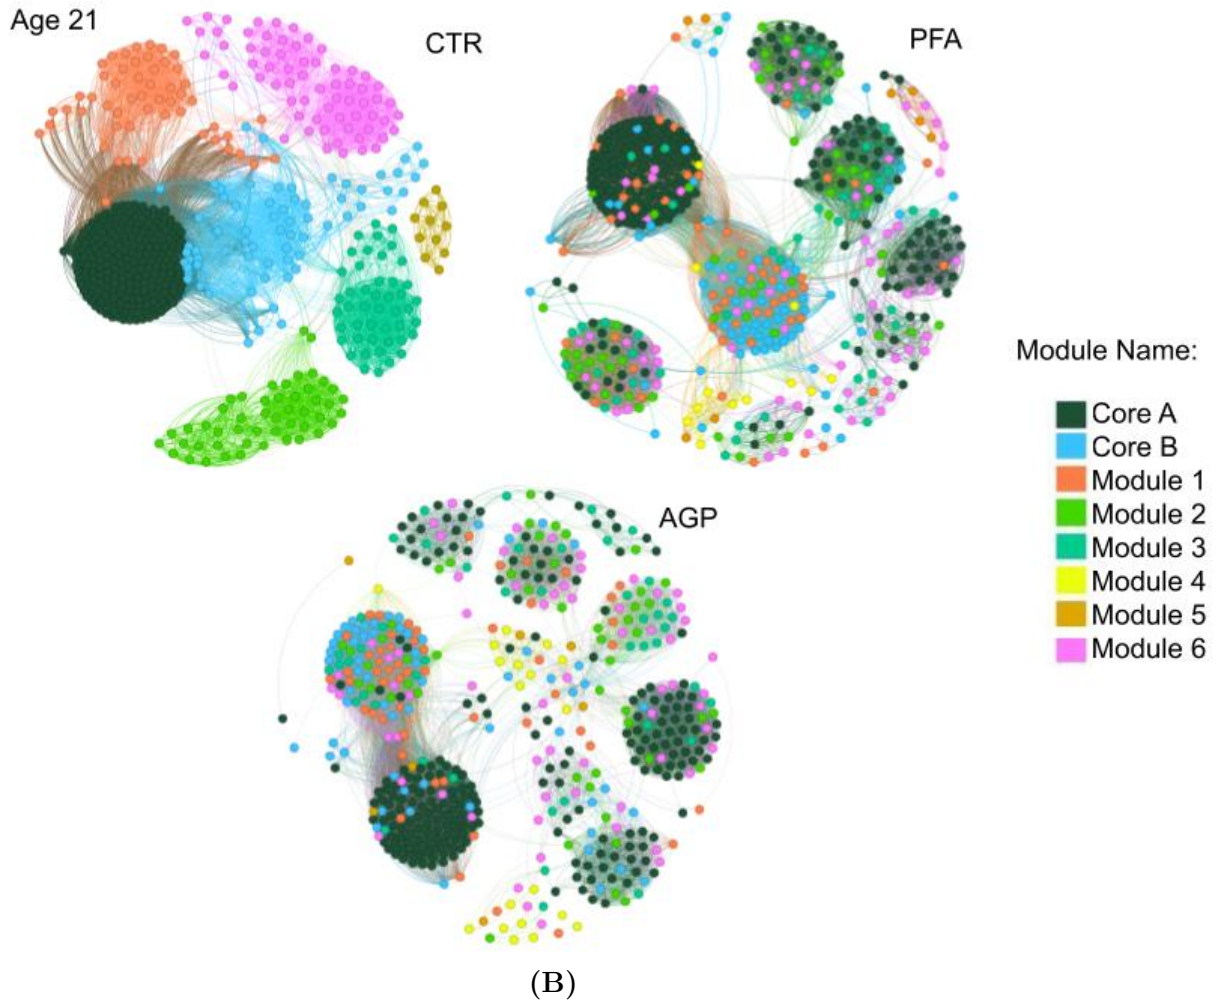 Age 21
CTR
PFA
AGP
Module Name:
Core A
Core B
Module 1
Module 2
Module 3
Module 4
Module 5
Module 6
(B)